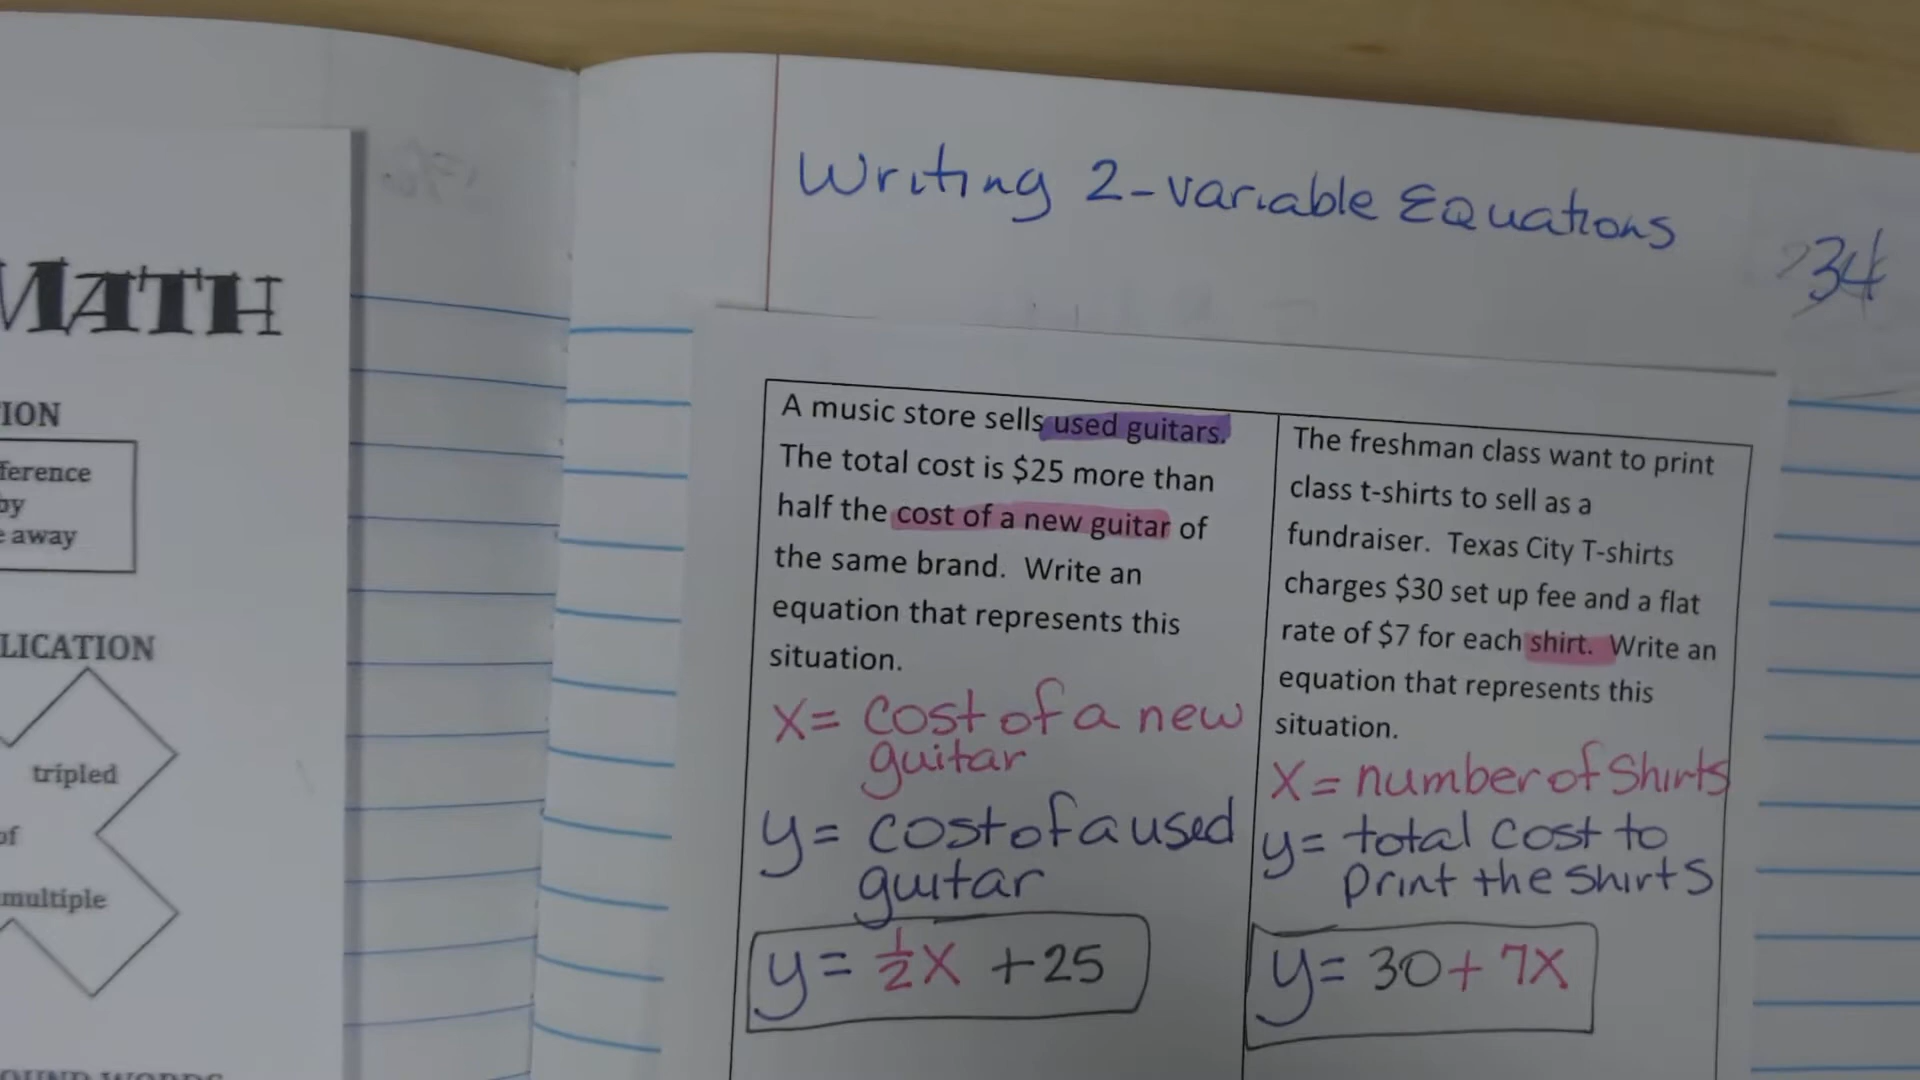 MATH
ION
ference
by
away
LICATION
tripled
of
multiple
Writing 2-variable Equations
34
A music store sells used guitars.
The total cost is $25 more than
half the cost of a new guitar of
the same brand. Write an
equation that represents this
situation.
x = cost of a new
guitar
y = cost of a used
guitar
y = 1/2x + 25
The freshman class want to print
class t-shirts to sell as a
fundraiser. Texas City T-shirts
charges $30 set up fee and a flat
rate of $7 for each shirt. Write an
equation that represents this
situation.
x = number of shirts
y = total cost to
print the shirts
y = 30 + 7x